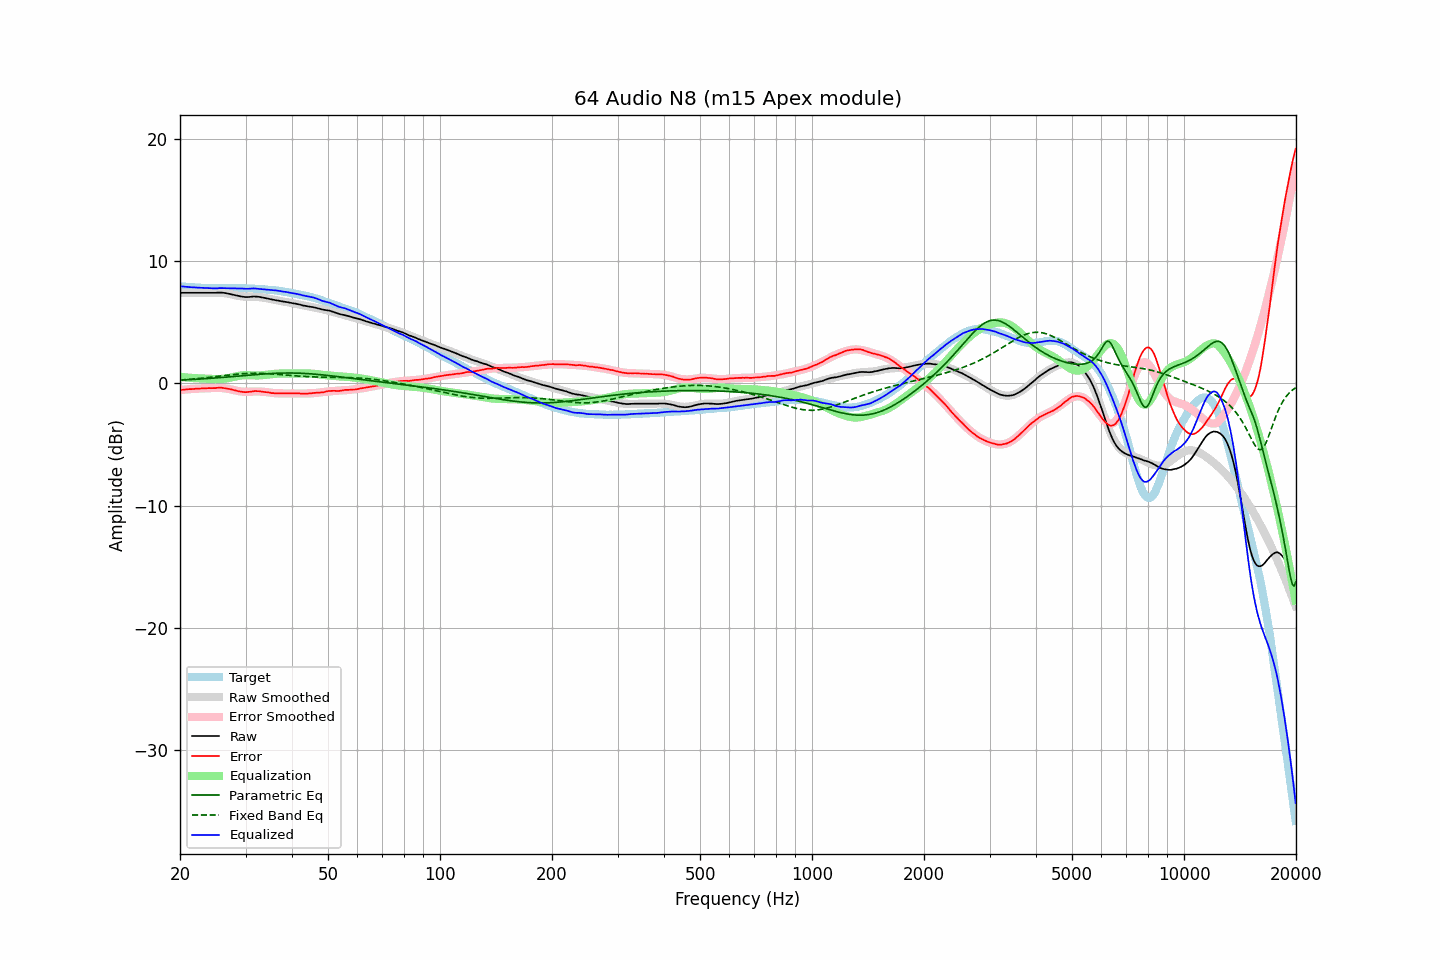 64 Audio N8 (m15 Apex module)
20
10
0
−10
−20
−30
Amplitude (dBr)
Target
Raw Smoothed
Error Smoothed
Raw
Error
Equalization
Parametric Eq
Fixed Band Eq
Equalized
20 50 100 200 500 1000 2000 5000 10000 20000
Frequency (Hz)